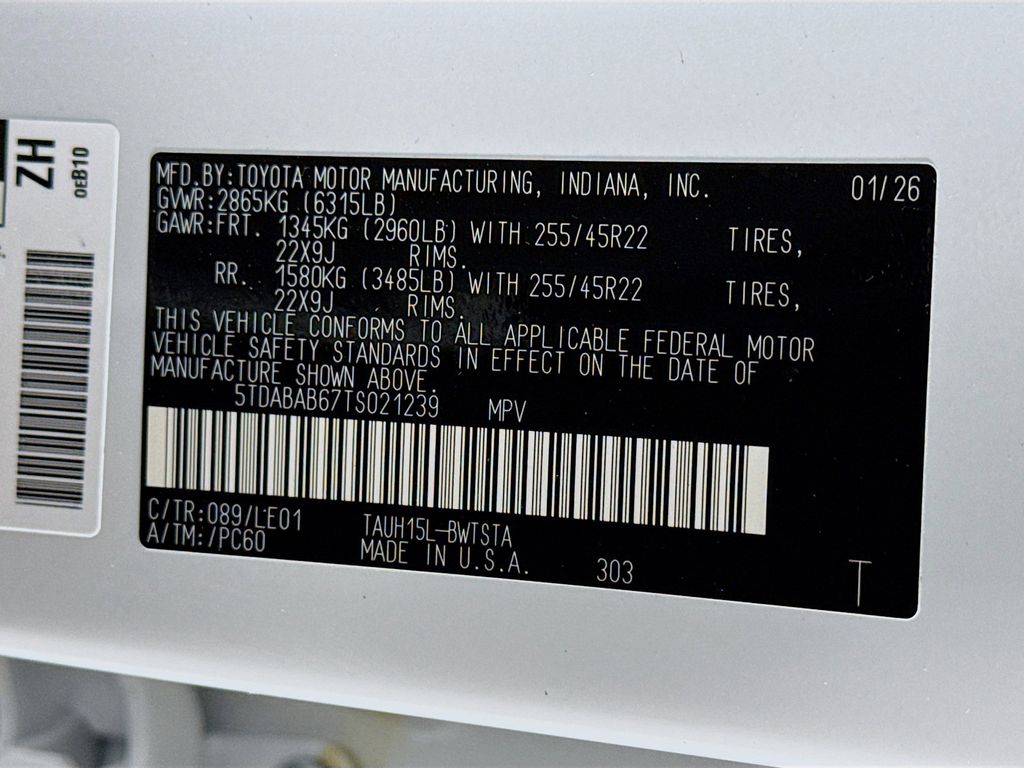 ZH
0EB10
MFD.BY:TOYOTA MOTOR MANUFACTURING, INDIANA, INC. 01/26
GVWR:2865KG (6315LB)
GAWR:FRT. 1345KG (2960LB) WITH 255/45R22 TIRES,
22X9J RIMS.
RR. 1580KG (3485LB) WITH 255/45R22 TIRES,
22X9J RIMS.
THIS VEHICLE CONFORMS TO ALL APPLICABLE FEDERAL MOTOR
VEHICLE SAFETY STANDARDS IN EFFECT ON THE DATE OF
MANUFACTURE SHOWN ABOVE.
5TDABAB67TS021239 MPV
C/TR:089/LE01 TAUH15L-BWTSTA
A/TM:/PC60 MADE IN U.S.A. 303 T